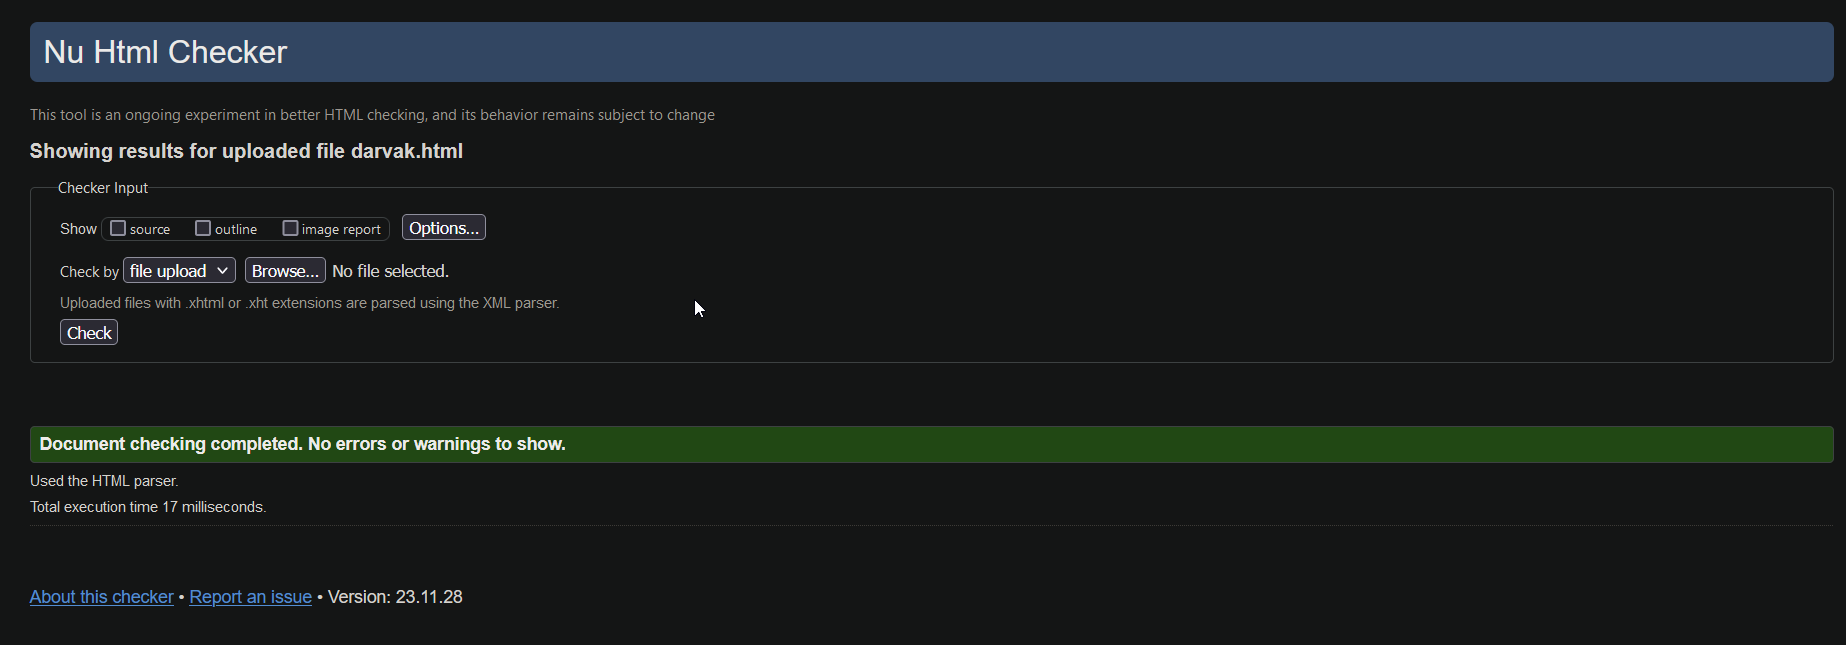 Nu Html Checker
This tool is an ongoing experiment in better HTML checking, and its behavior remains subject to change
Showing results for uploaded file darvak.html
Checker Input
Show source outline image report Options...
Check by file upload Browse... No file selected.
Uploaded files with .xhtml or .xht extensions are parsed using the XML parser.
Check
Document checking completed. No errors or warnings to show.
Used the HTML parser.
Total execution time 17 milliseconds.
About this checker • Report an issue • Version: 23.11.28